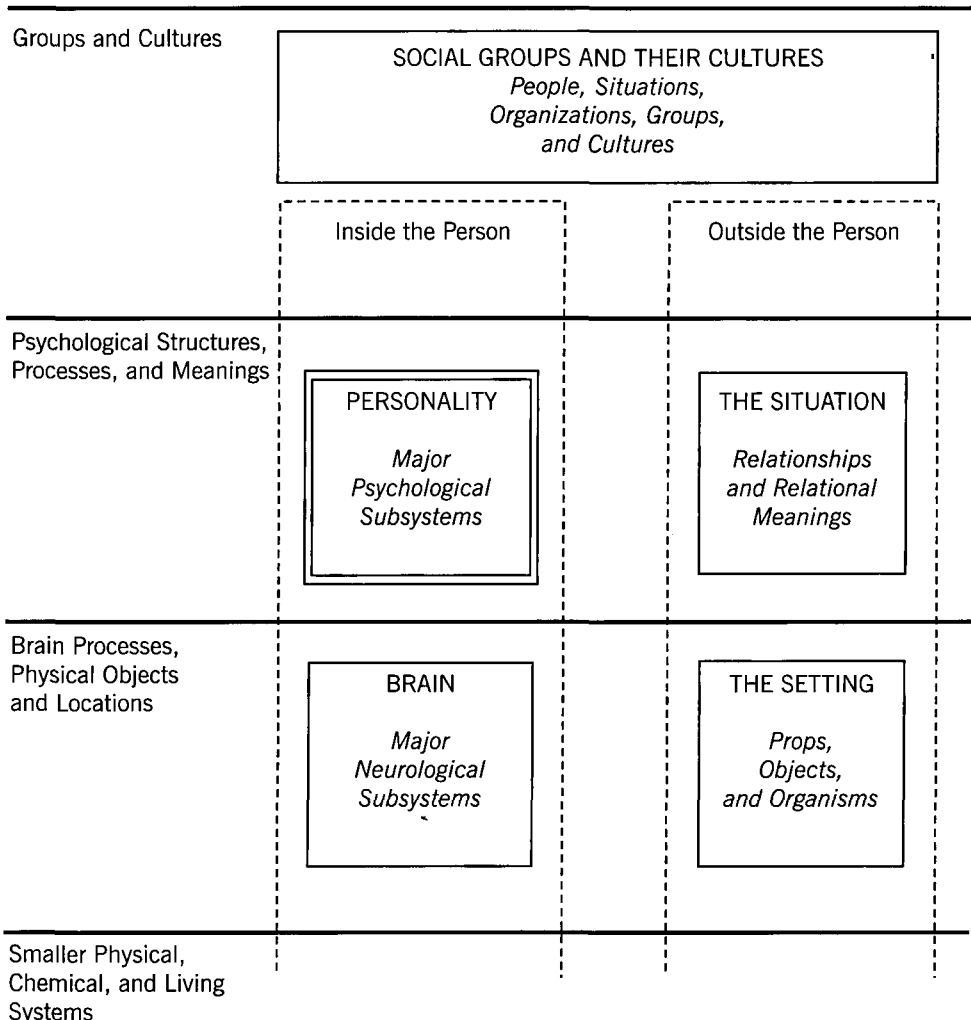 Groups and Cultures
SOCIAL GROUPS AND THEIR CULTURES
People, Situations,
Organizations, Groups,
and Cultures
Inside the Person
Outside the Person
Psychological Structures,
Processes, and Meanings
PERSONALITY
Major
Psychological
Subsystems
THE SITUATION
Relationships
and Relational
Meanings
Brain Processes,
Physical Objects
and Locations
BRAIN
Major
Neurological
Subsystems
THE SETTING
Props,
Objects,
and Organisms
Smaller Physical,
Chemical, and Living
Systems